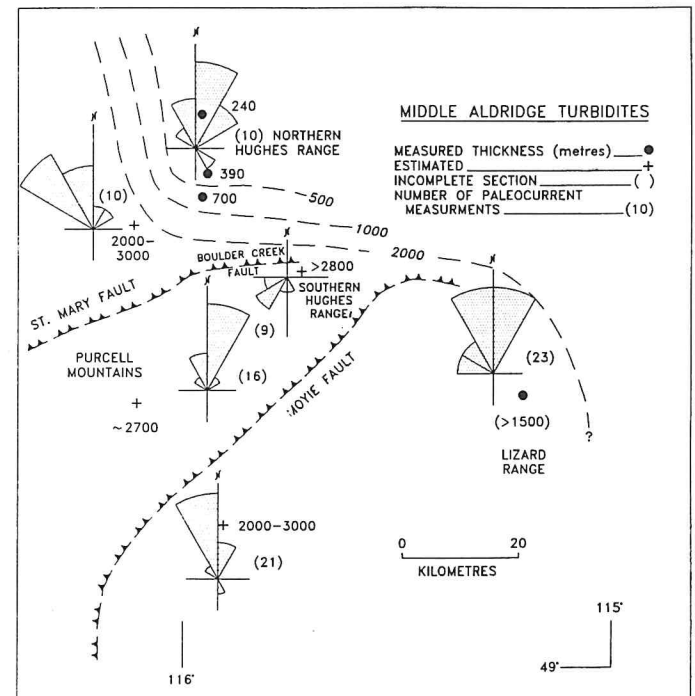 MIDDLE ALDRIDGE TURBIDITES
MEASURED THICKNESS (metres)
ESTIMATED
INCOMPLETE SECTION ( )
NUMBER OF PALEOCURRENT
MEASURMENTS (10)
240
(10) NORTHERN
HUGHES RANGE
390
700
500
1000
2000
(10)
2000-
3000
BOULDER CREEK
FAULT
>2800
SOUTHERN
HUGHES
RANGE
ST. MARY FAULT
(9)
(16)
PURCELL
MOUNTAINS
~2700
MOYIE FAULT
(23)
(>1500)
?
LIZARD
RANGE
2000-3000
(21)
0 20
KILOMETRES
116°
115°
49°